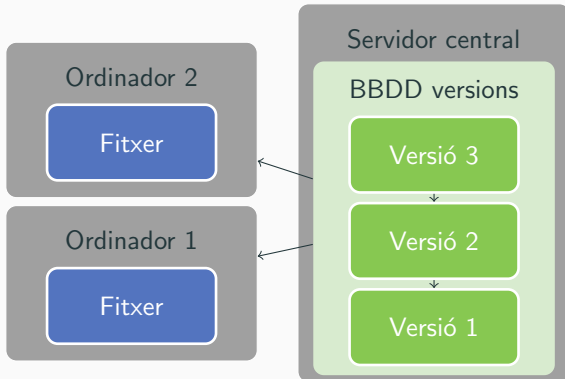 Ordinador 2
Fitxer
Ordinador 1
Fitxer
Servidor central
BBDD versions
Versió 3
Versió 2
Versió 1